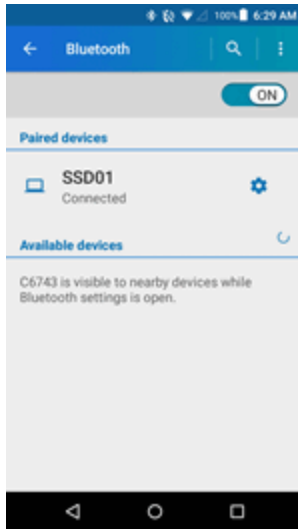 100% 6:29 AM
Bluetooth
ON
Paired devices
SSD01
Connected
Available devices
C6743 is visible to nearby devices while
Bluetooth settings is open.